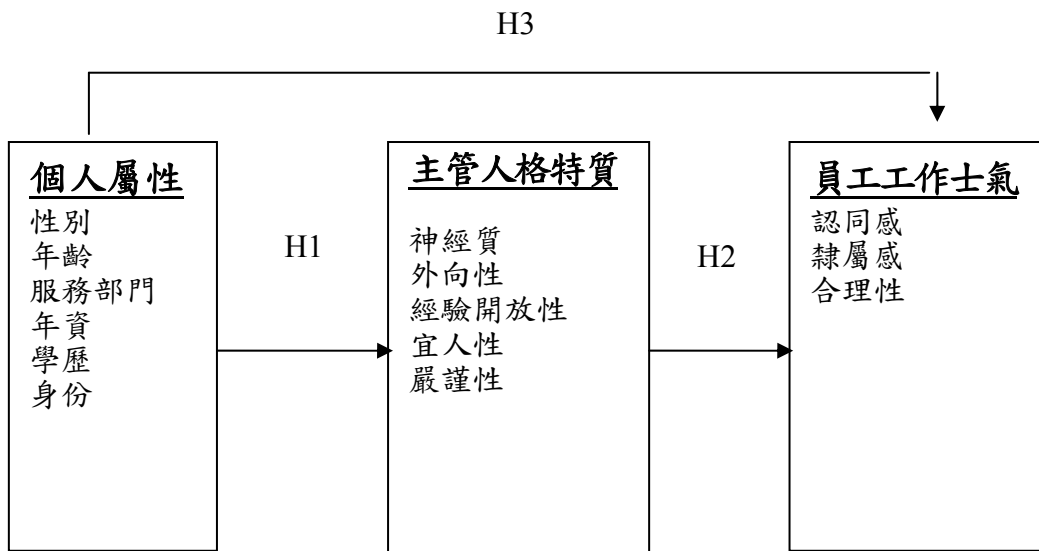 H3
個人屬性
性別
年齡
服務部門
年資
學歷
身份
H1
主管人格特質
神經質
外向性
經驗開放性
宜人性
嚴謹性
H2
員工工作士氣
認同感
隸屬感
合理性